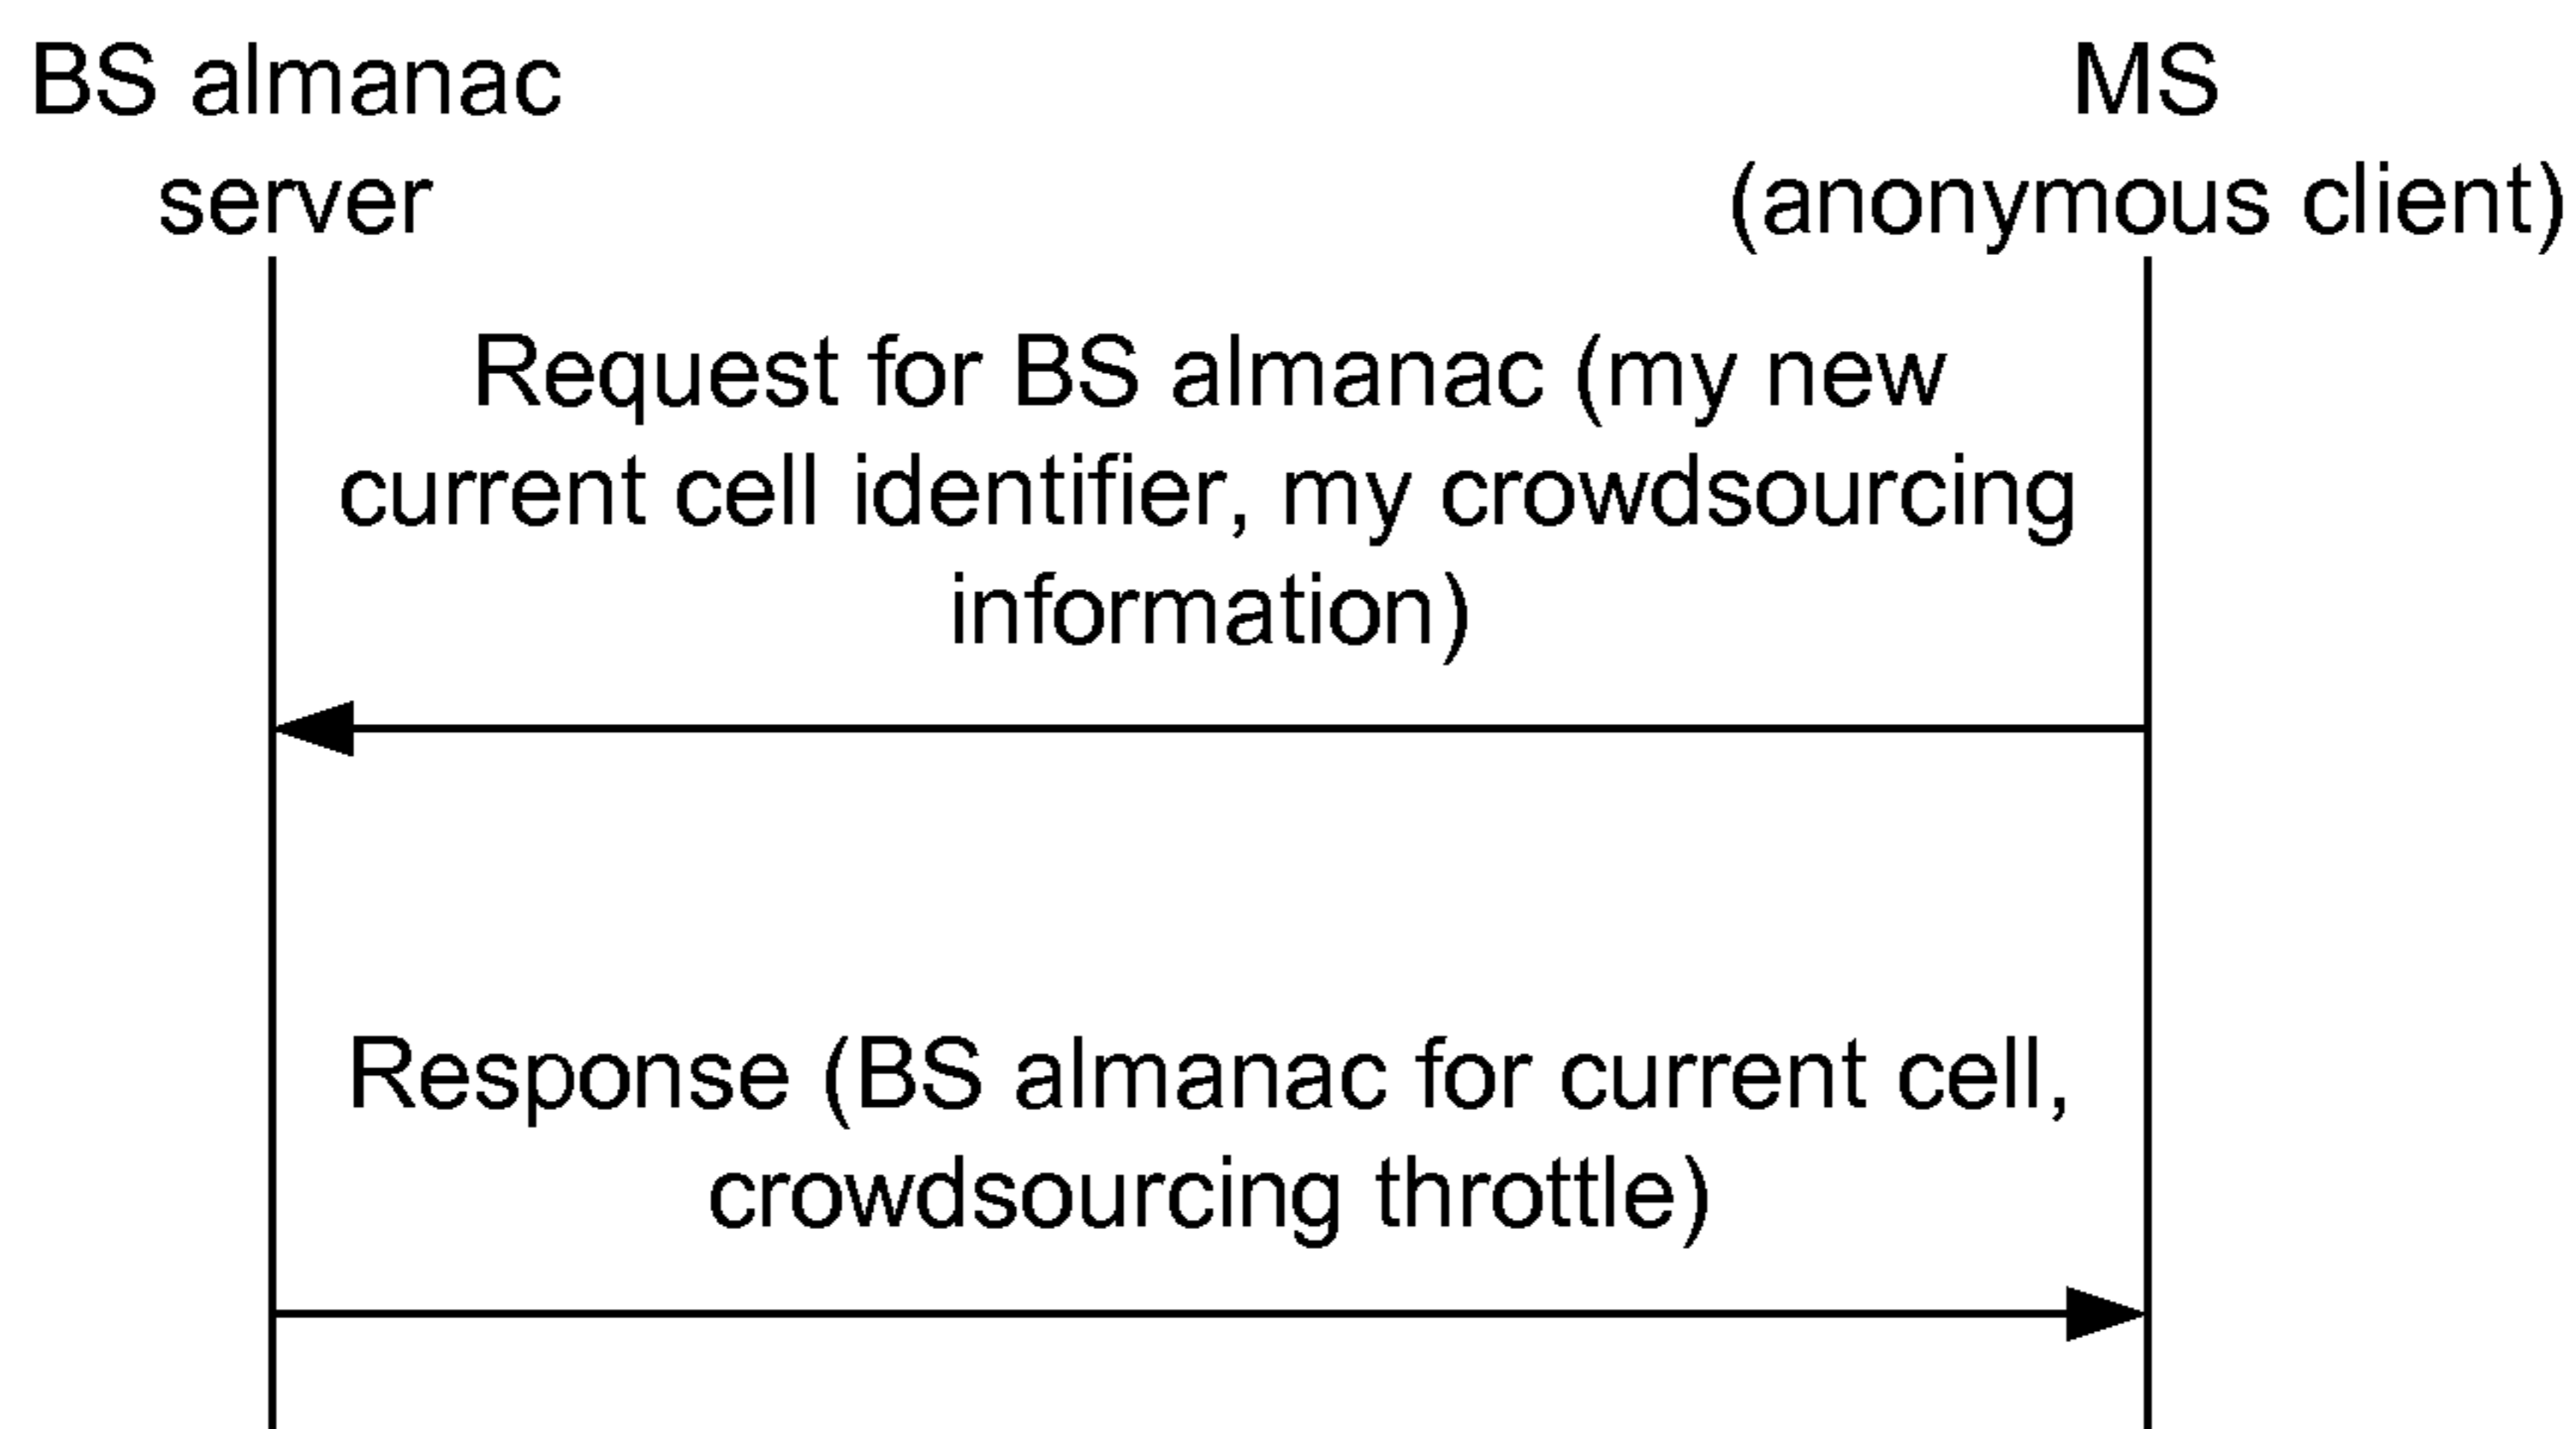 BS almanac
server
MS
(anonymous client)
Request for BS almanac (my new
current cell identifier, my crowdsourcing
information)
Response (BS almanac for current cell,
crowdsourcing throttle)